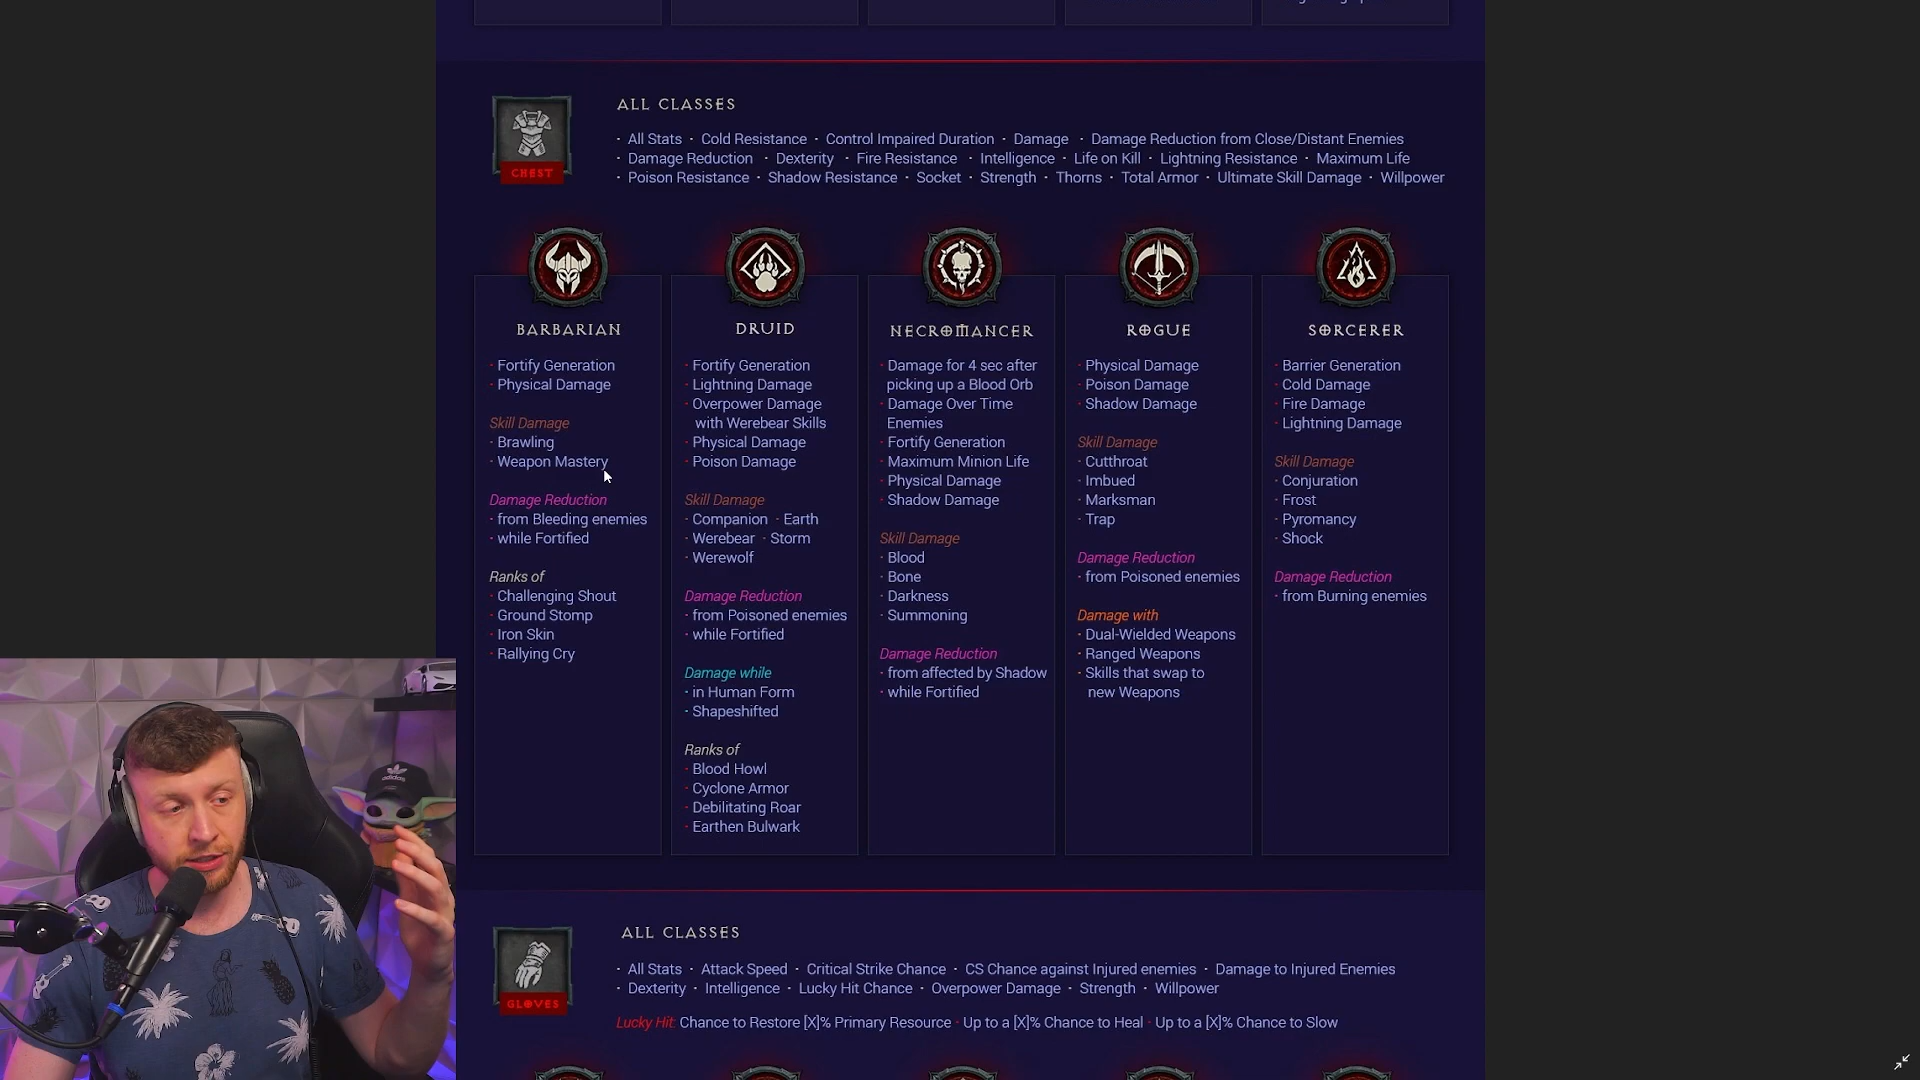 ALL CLASSES
· All Stats · Cold Resistance · Control Impaired Duration · Damage · Damage Reduction from Close/Distant Enemies
· Damage Reduction · Dexterity · Fire Resistance · Intelligence · Life on Kill · Lightning Resistance · Maximum Life
· Poison Resistance · Shadow Resistance · Socket · Strength · Thorns · Total Armor · Ultimate Skill Damage · Willpower
CHEST
BARBARIAN
· Fortify Generation
· Physical Damage
Skill Damage
· Brawling
· Weapon Mastery
Damage Reduction
· from Bleeding enemies
· while Fortified
Ranks of
· Challenging Shout
· Ground Stomp
· Iron Skin
· Rallying Cry
DRUID
· Fortify Generation
· Lightning Damage
· Overpower Damage
with Werebear Skills
· Physical Damage
· Poison Damage
Skill Damage
· Companion · Earth
· Werebear · Storm
· Werewolf
Damage Reduction
· from Poisoned enemies
· while Fortified
Damage while
· in Human Form
· Shapeshifted
Ranks of
· Blood Howl
· Cyclone Armor
· Debilitating Roar
· Earthen Bulwark
NECROMANCER
· Damage for 4 sec after
picking up a Blood Orb
· Damage Over Time
Enemies
· Fortify Generation
· Maximum Minion Life
· Physical Damage
· Shadow Damage
Skill Damage
· Blood
· Bone
· Darkness
· Summoning
Damage Reduction
· from affected by Shadow
· while Fortified
ROGUE
· Physical Damage
· Poison Damage
· Shadow Damage
Skill Damage
· Cutthroat
· Imbued
· Marksman
· Trap
Damage Reduction
· from Poisoned enemies
Damage with
· Dual-Wielded Weapons
· Ranged Weapons
· Skills that swap to
new Weapons
SORCERER
· Barrier Generation
· Cold Damage
· Fire Damage
· Lightning Damage
Skill Damage
· Conjuration
· Frost
· Pyromancy
· Shock
Damage Reduction
· from Burning enemies
adidas
ALL CLASSES
· All Stats · Attack Speed · Critical Strike Chance · CS Chance against Injured enemies · Damage to Injured Enemies
· Dexterity · Intelligence · Lucky Hit Chance · Overpower Damage · Strength · Willpower
GLOVES
Lucky Hit: Chance to Restore [X]% Primary Resource · Up to a [X]% Chance to Heal · Up to a [X]% Chance to Slow